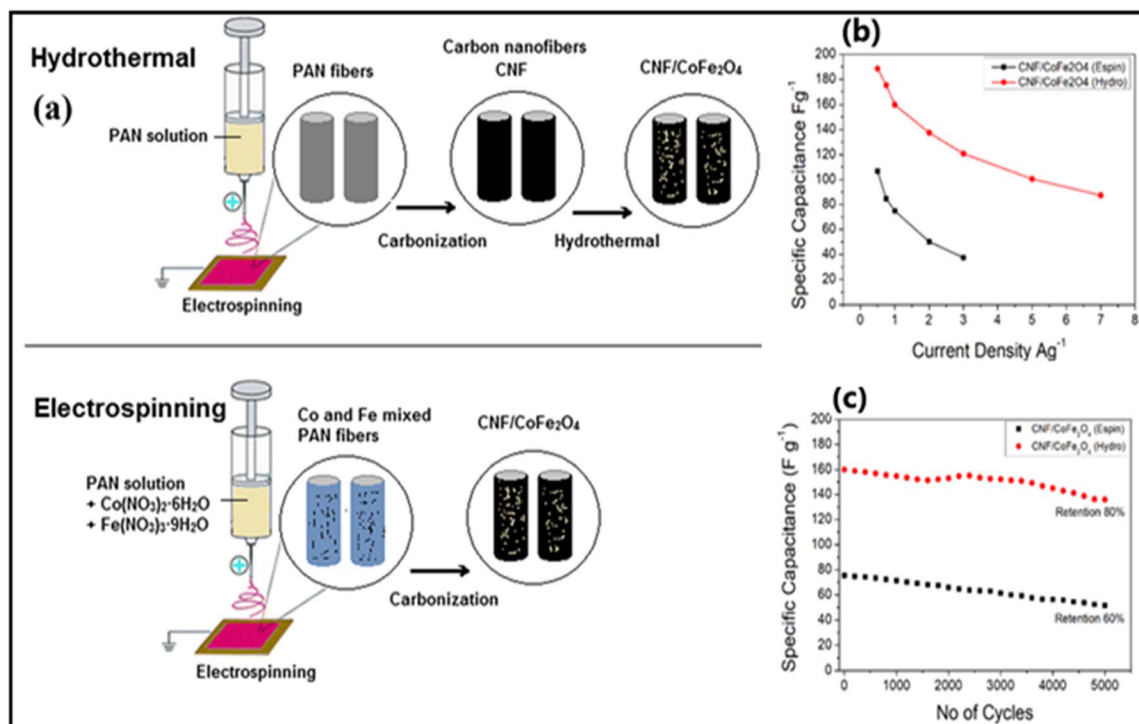 Hydrothermal
(a)
PAN solution
PAN fibers
Carbon nanofibers
CNF
CNF/CoFe₂O₄
Carbonization
Hydrothermal
Electrospinning
Electrospinning
PAN solution
+ Co(NO₃)₂·6H₂O
+ Fe(NO₃)₃·9H₂O
Co and Fe mixed
PAN fibers
CNF/CoFe₂O₄
Carbonization
Electrospinning
(b)
CNF/CoFe2O4 (Espin)
CNF/CoFe2O4 (Hydro)
Specific Capacitance Fg⁻¹
200
180
160
140
120
100
80
60
40
20
0
0 1 2 3 4 5 6 7 8
Current Density Ag⁻¹
(c)
CNF/CoFe₂O₄ (Espin)
CNF/CoFe₂O₄ (Hydro)
Specific Capacitance (F g⁻¹)
200
180
160
140
120
100
80
60
40
20
0
Retention 80%
Retention 60%
0 1000 2000 3000 4000 5000
No of Cycles